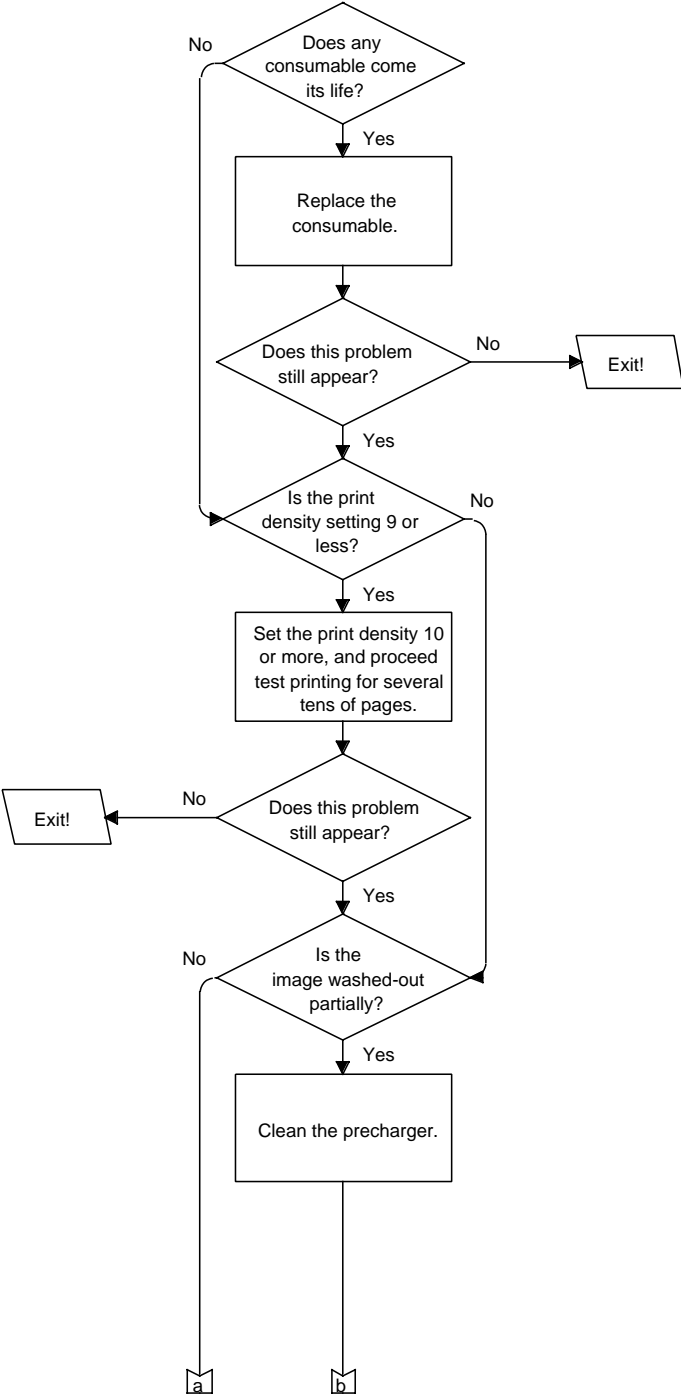 No
Does any
consumable come
its life?
Yes
Replace the
consumable.
Does this problem
still appear?
No
Exit!
Yes
Is the print
density setting 9 or
less?
No
Yes
Set the print density 10
or more, and proceed
test printing for several
tens of pages.
No
Exit!
Does this problem
still appear?
Yes
No
Is the
image washed-out
partially?
Yes
Clean the precharger.
a
b